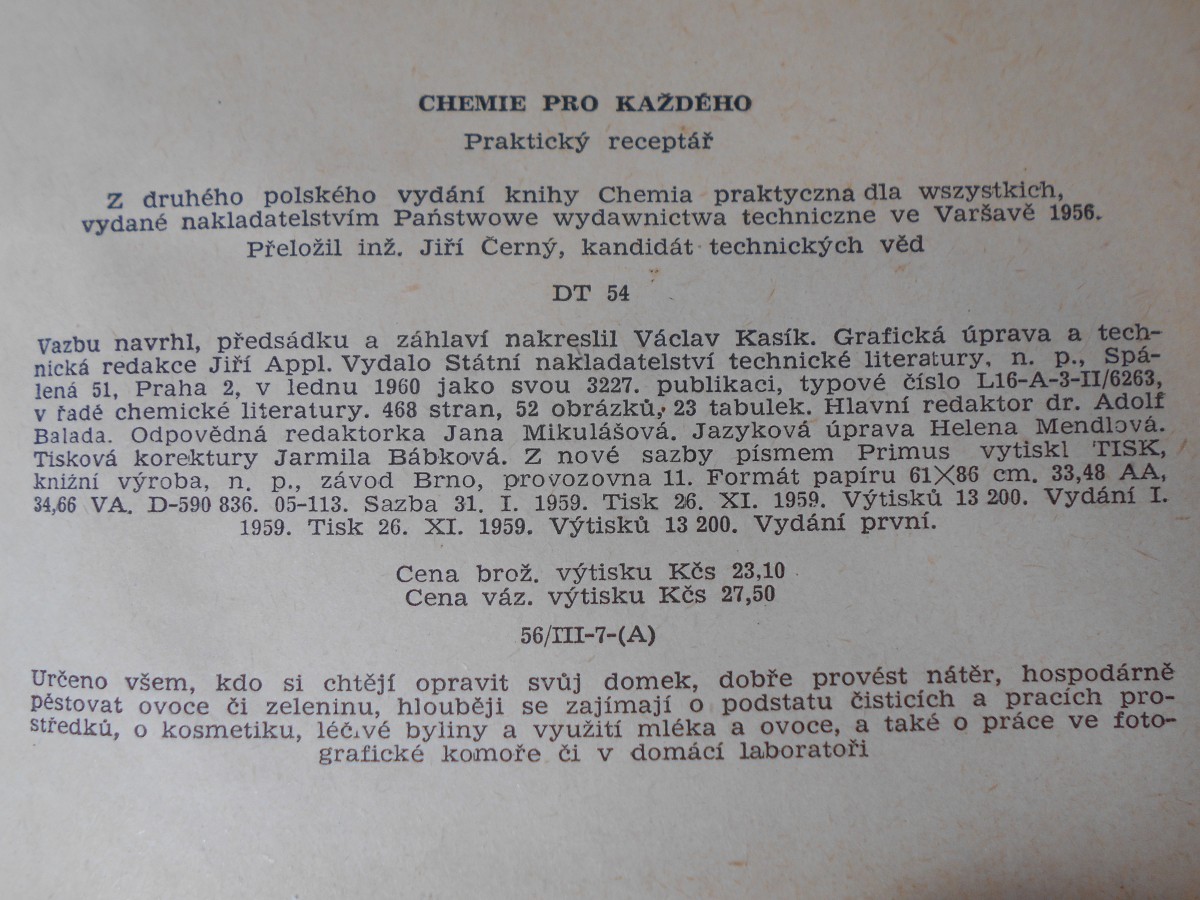 CHEMIE PRO KAŽDÉHO
Praktický receptář
Z druhého polského vydání knihy Chemia praktyczna dla wszystkich,
vydané nakladatelstvím Państwowe wydawnictwa techniczne ve Varšavě 1956.
Přeložil inž. Jiří Černý, kandidát technických věd
DT 54
Vazbu navrhl, předsádku a záhlaví nakreslil Václav Kasík. Grafická úprava a tech-
nická redakce Jiří Appl. Vydalo Státní nakladatelství technické literatury, n. p., Spá-
lená 51, Praha 2, v lednu 1960 jako svou 3227. publikaci, typové číslo L16-A-3-II/6263,
v řadě chemické literatury. 468 stran, 52 obrázků, 23 tabulek. Hlavní redaktor dr. Adolf
Balada. Odpovědná redaktorka Jana Mikulášová. Jazyková úprava Helena Mendlová.
Tisková korektury Jarmila Bábková. Z nové sazby písmem Primus vytiskl TISK,
knižní výroba, n. p., závod Brno, provozovna 11. Formát papíru 61×86 cm. 33,48 AA,
34,66 VA. D-590 836. 05-113. Sazba 31. I. 1959. Tisk 26. XI. 1959. Výtisků 13 200. Vydání I.
1959. Tisk 26. XI. 1959. Výtisků 13 200. Vydání první.
Cena brož. výtisku Kčs 23,10
Cena váz. výtisku Kčs 27,50
56/III-7-(A)
Určeno všem, kdo si chtějí opravit svůj domek, dobře provést nátěr, hospodárně
pěstovat ovoce či zeleninu, hlouběji se zajímají o podstatu čisticích a pracích pro-
středků, o kosmetiku, léčivé byliny a využití mléka a ovoce, a také o práce ve foto-
grafické komoře či v domácí laboratoři